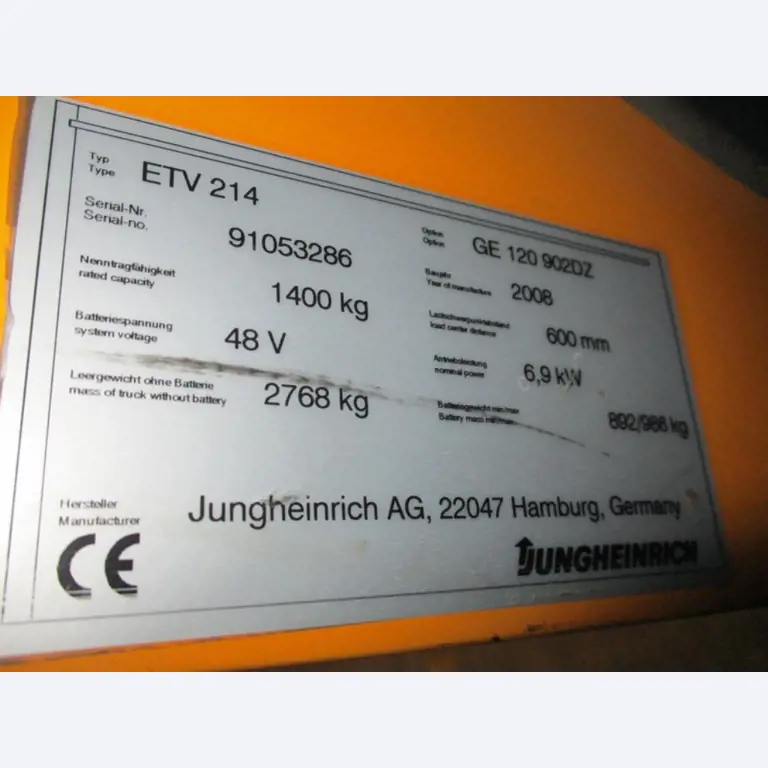 Typ
Type
ETV 214
Serial-Nr.
Serial-no.
91053286
Option
Option
GE 120 902DZ
Nenntragfähigkeit
rated capacity
1400 kg
Baujahr
Year of manufacture
2008
Batteriespannung
system voltage
48 V
Lastschwerpunktabstand
load center distance
600 mm
Leergewicht ohne Batterie
mass of truck without battery
2768 kg
Antriebsleistung
nominal power
6,9 kW
Batteriegewicht min/max
Battery mass min/max
892/986 kg
Hersteller
Manufacturer
Jungheinrich AG, 22047 Hamburg, Germany
CE
JUNGHEINRICH